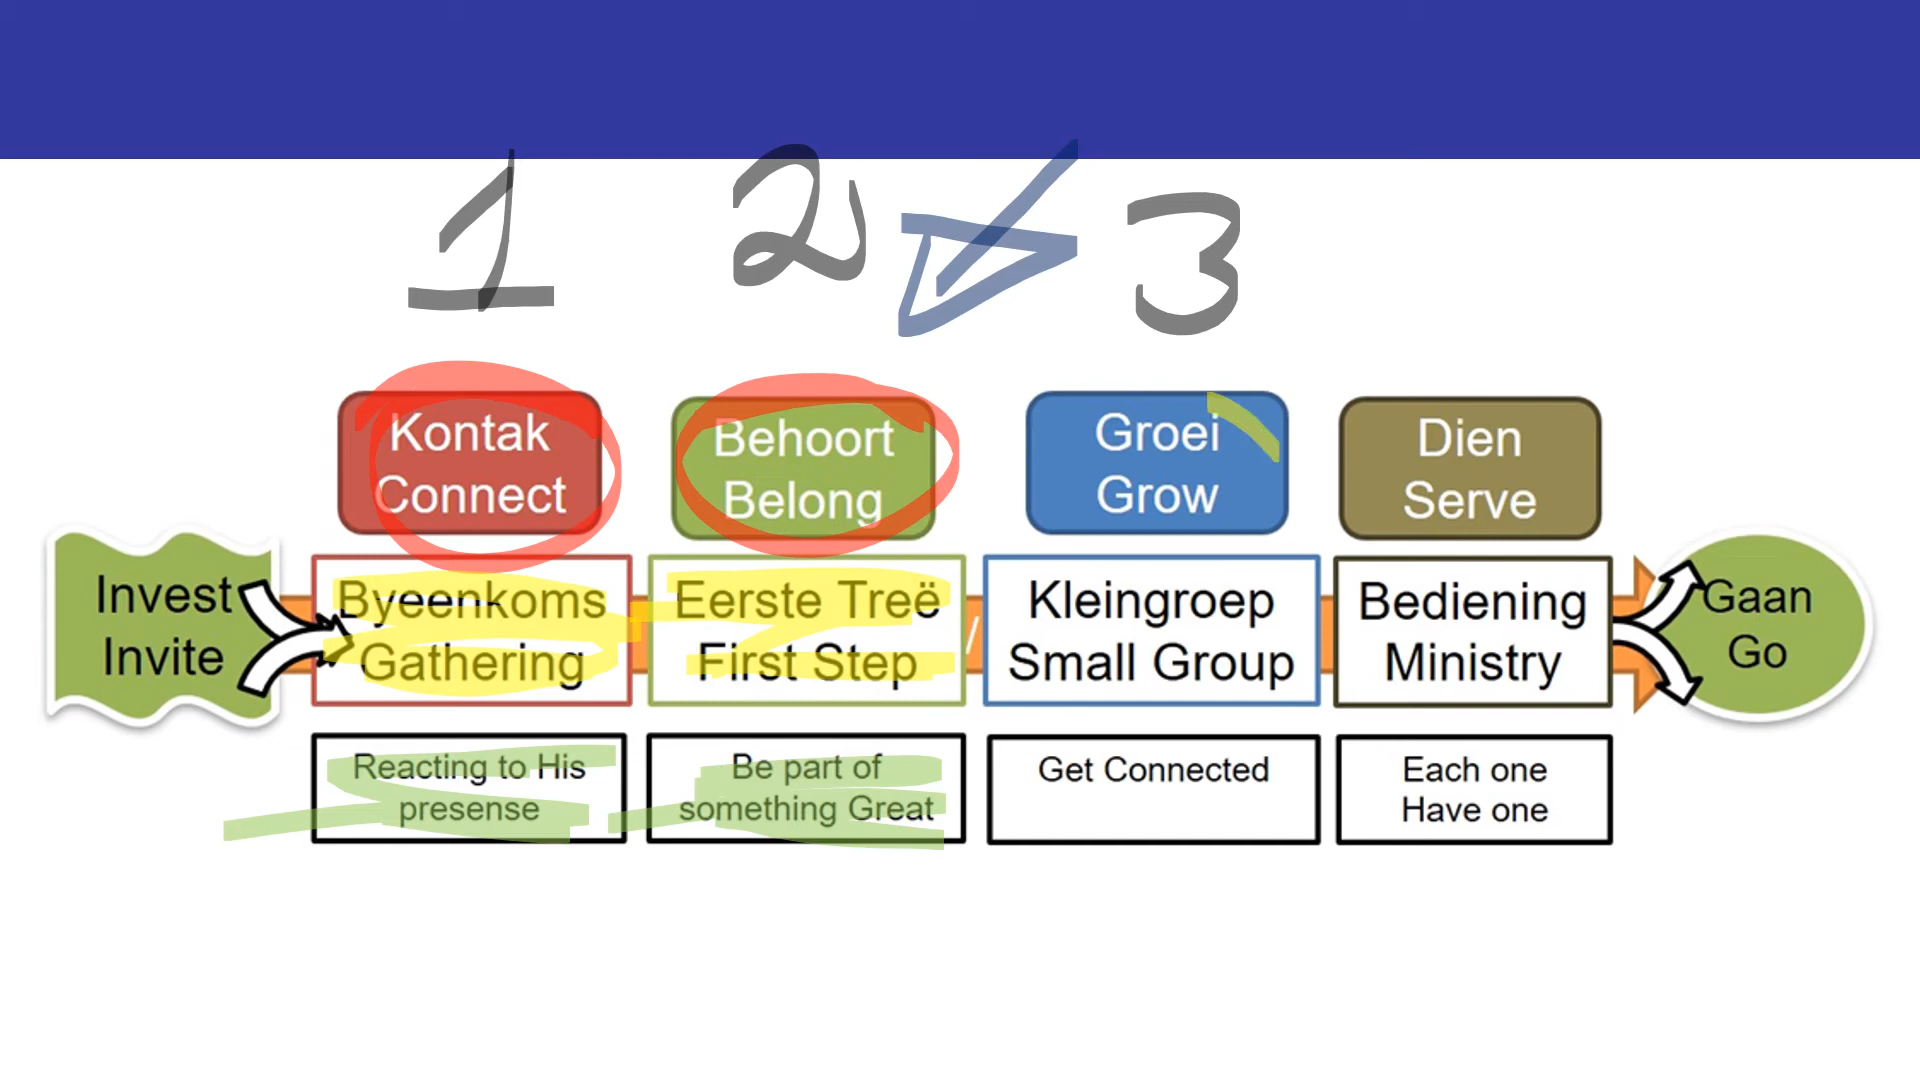 1
2
3
Kontak
Connect
Behoort
Belong
Groei
Grow
Dien
Serve
Invest
Invite
Byeenkoms
Gathering
Eerste Treë
First Step
/
Kleingroep
Small Group
Bediening
Ministry
Gaan
Go
Reacting to His
presense
Be part of
something Great
Get Connected
Each one
Have one